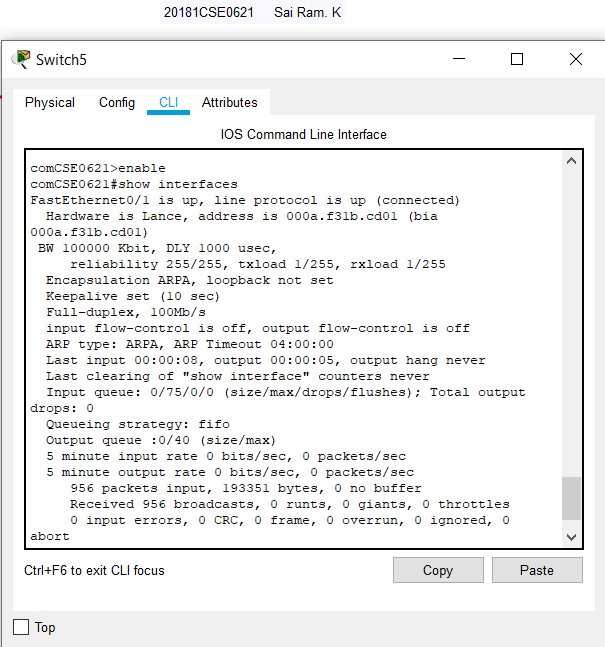 20181CSE0621 Sai Ram. K
Switch5
Physical Config CLI Attributes
IOS Command Line Interface
comCSE0621>enable
comCSE0621#show interfaces
FastEthernet0/1 is up, line protocol is up (connected)
Hardware is Lance, address is 000a.f31b.cd01 (bia
000a.f31b.cd01)
BW 100000 Kbit, DLY 1000 usec,
reliability 255/255, txload 1/255, rxload 1/255
Encapsulation ARPA, loopback not set
Keepalive set (10 sec)
Full-duplex, 100Mb/s
input flow-control is off, output flow-control is off
ARP type: ARPA, ARP Timeout 04:00:00
Last input 00:00:08, output 00:00:05, output hang never
Last clearing of "show interface" counters never
Input queue: 0/75/0/0 (size/max/drops/flushes); Total output
drops: 0
Queueing strategy: fifo
Output queue :0/40 (size/max)
5 minute input rate 0 bits/sec, 0 packets/sec
5 minute output rate 0 bits/sec, 0 packets/sec
956 packets input, 193351 bytes, 0 no buffer
Received 956 broadcasts, 0 runts, 0 giants, 0 throttles
0 input errors, 0 CRC, 0 frame, 0 overrun, 0 ignored, 0
abort
Ctrl+F6 to exit CLI focus Copy Paste
Top